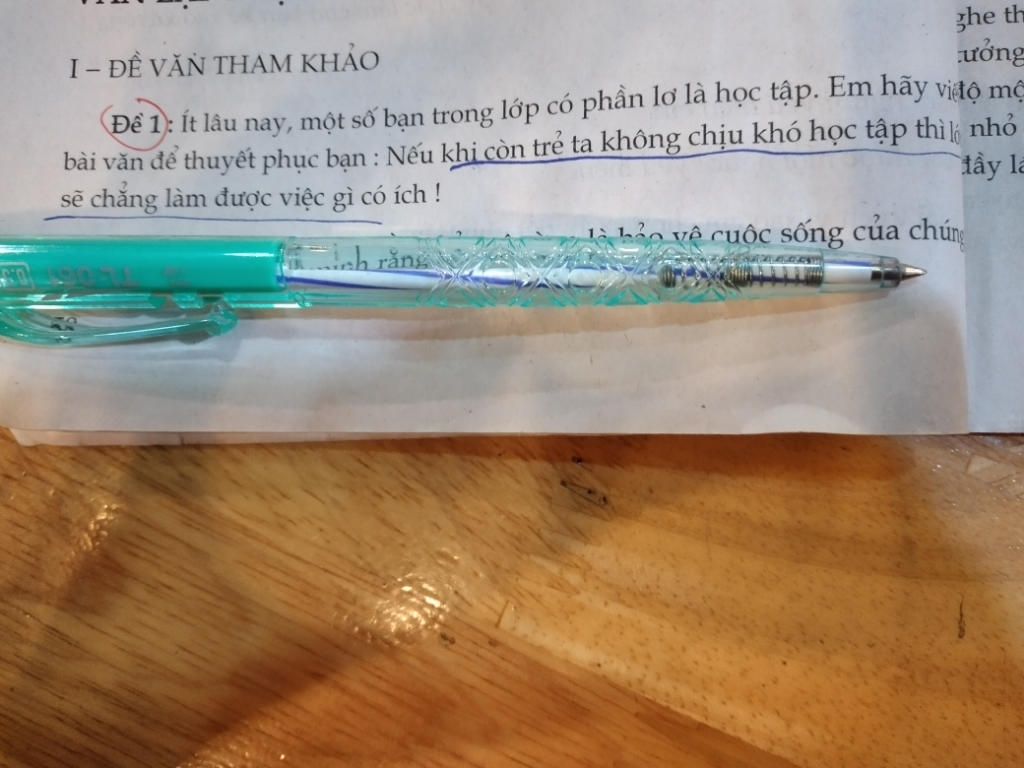 I – ĐỀ VĂN THAM KHẢO
Đề 1 : Ít lâu nay, một số bạn trong lớp có phần lơ là học tập. Em hãy
bài văn để thuyết phục bạn : Nếu khi còn trẻ ta không chịu khó học tập thì
sẽ chẳng làm được việc gì có ích !
là bảo vệ cuộc sống của chúng
rằng
nhỏ